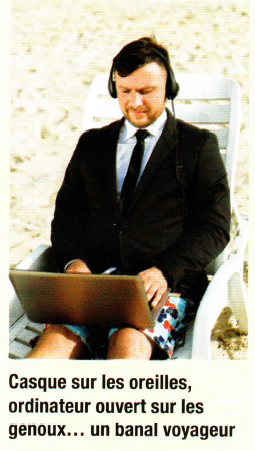 Casque sur les oreilles,
ordinateur ouvert sur les
genoux… un banal voyageur